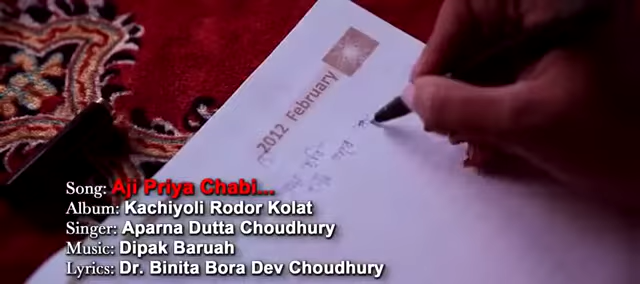 2012 February
Song: Aji Priya Chabi...
Album: Kachiyoli Rodor Kolat
Singer: Aparna Dutta Choudhury
Music: Dipak Baruah
Lyrics: Dr. Binita Bora Dev Choudhury